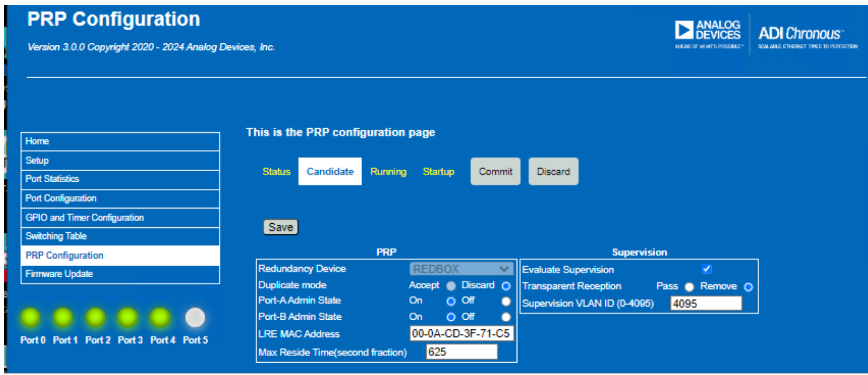 PRP Configuration
Version 3.0.0 Copyright 2020 - 2024 Analog Devices, Inc.
ANALOG
DEVICES
AHEAD OF WHAT'S POSSIBLE™
ADI Chronous™
SCALABLE ETHERNET TIMED TO PERFECTION
This is the PRP configuration page
Home
Setup
Port Statistics
Port Configuration
GPIO and Timer Configuration
Switching Table
PRP Configuration
Firmware Update
Port 0 Port 1 Port 2 Port 3 Port 4 Port 5
Status Candidate Running Startup Commit Discard
Save
PRP
Redundancy Device REDBOX
Duplicate mode Accept Discard
Port-A Admin State On Off
Port-B Admin State On Off
LRE MAC Address 00-0A-CD-3F-71-C5
Max Reside Time(second fraction) 625
Supervision
Evaluate Supervision
Transparent Reception Pass Remove
Supervision VLAN ID (0-4095) 4095